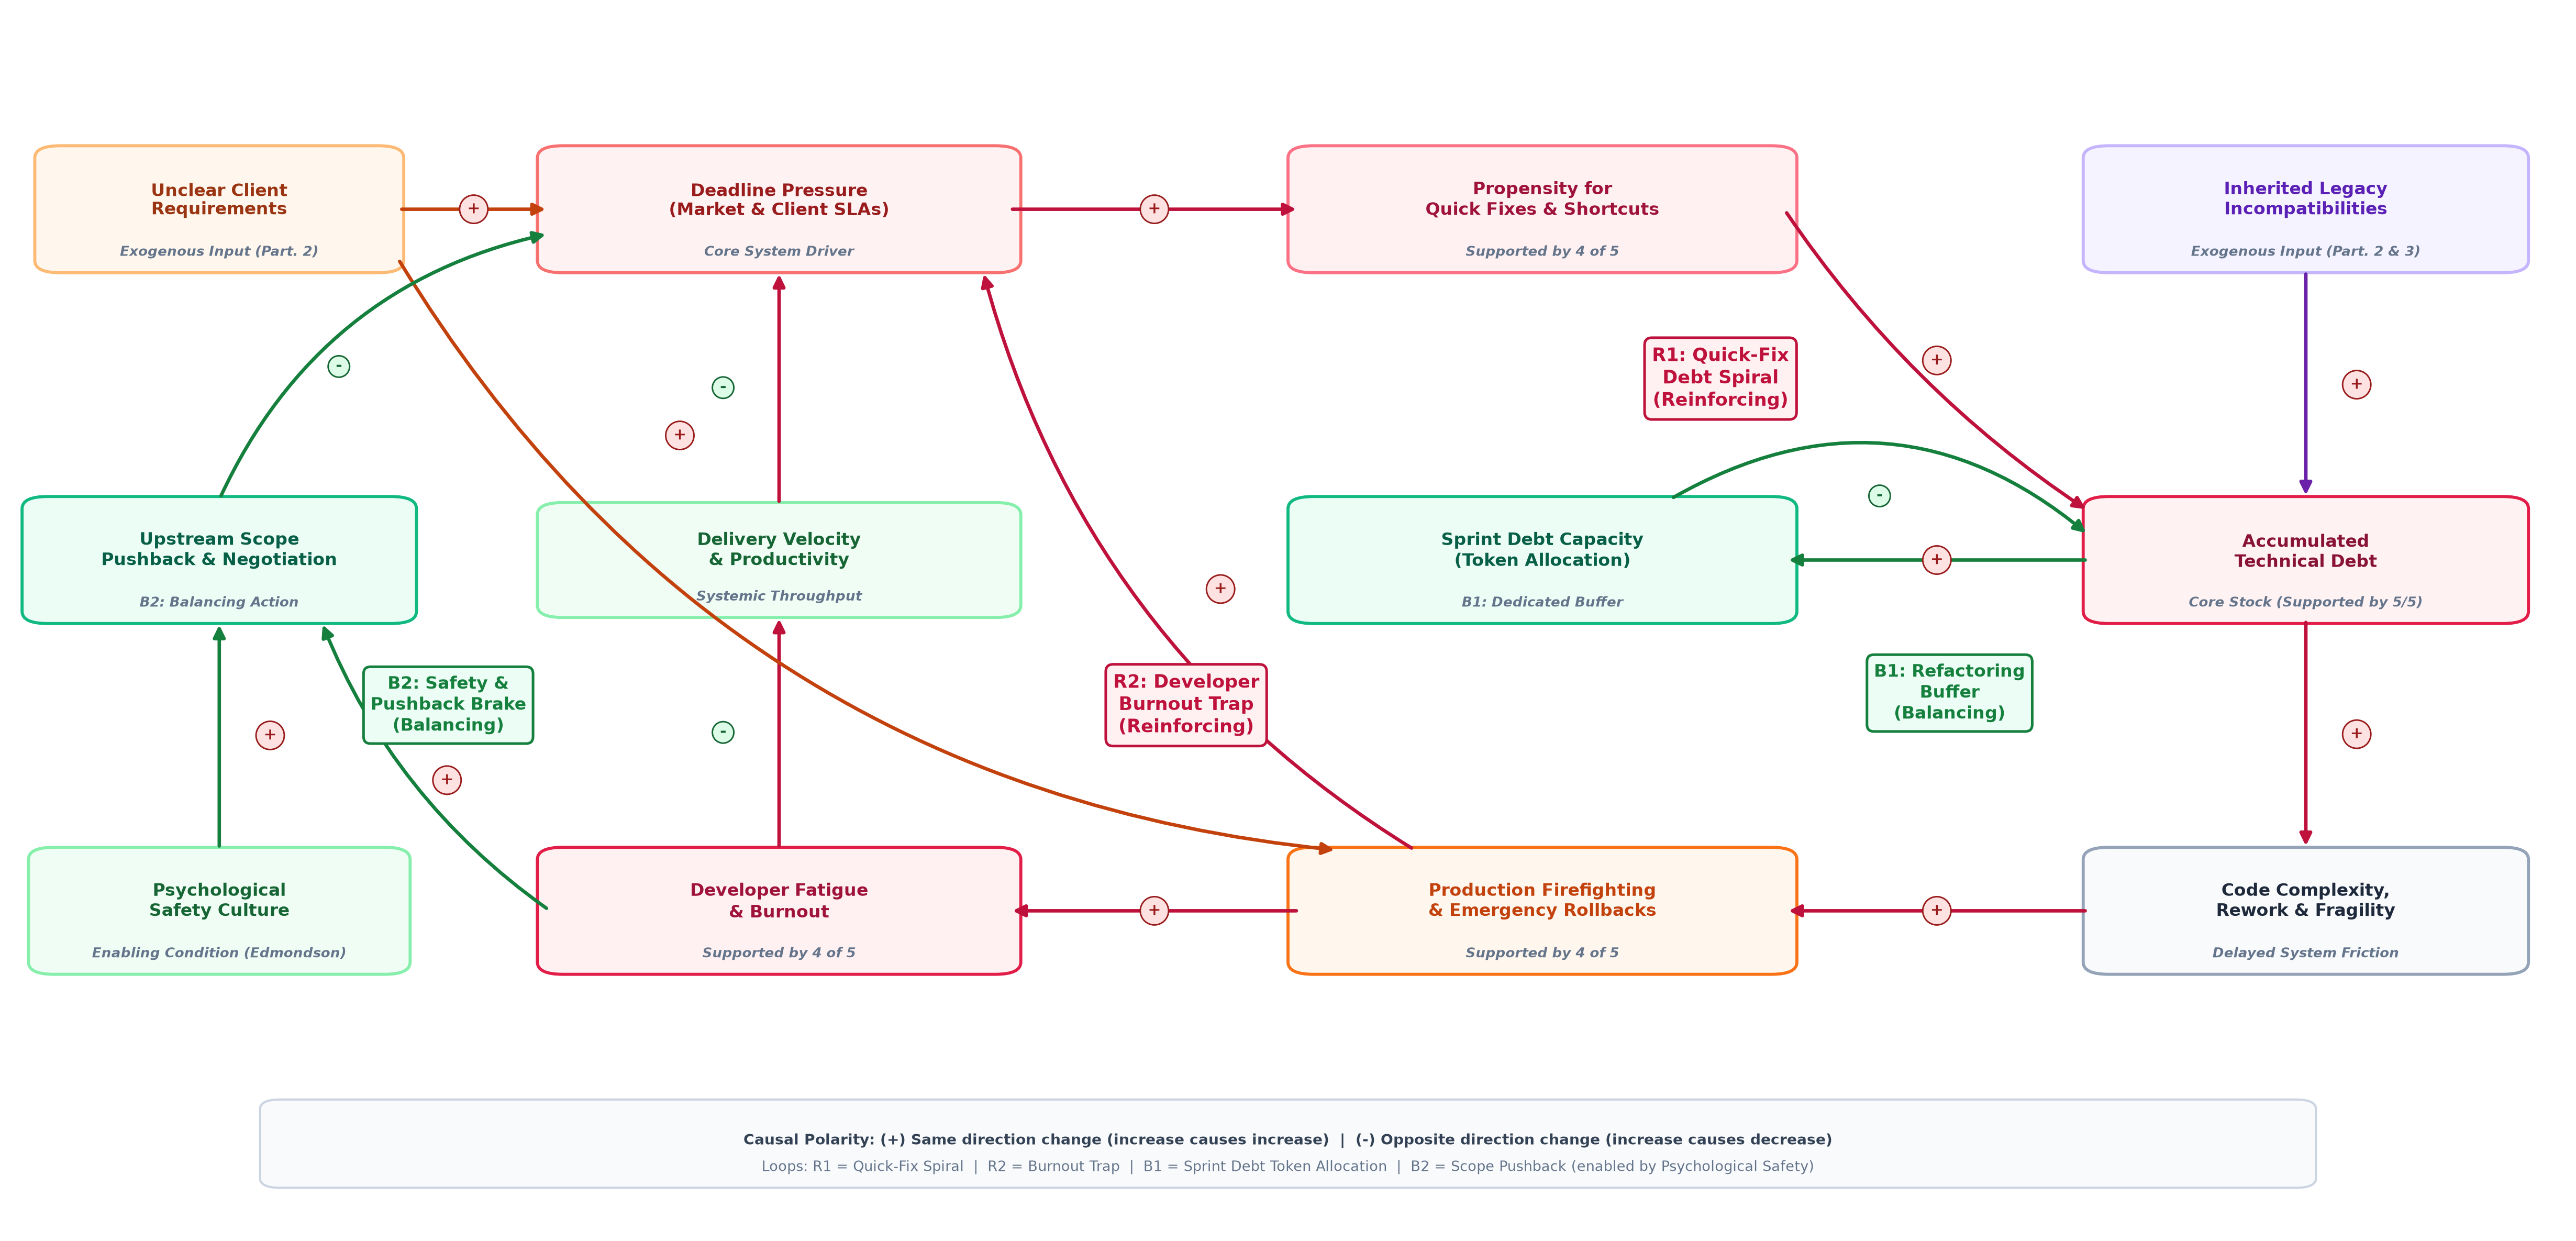 Unclear Client
Requirements
Exogenous Input (Part. 2)
+
Deadline Pressure
(Market & Client SLAs)
Core System Driver
+
Propensity for
Quick Fixes & Shortcuts
Supported by 4 of 5
Inherited Legacy
Incompatibilities
Exogenous Input (Part. 2 & 3)
-
-
+
R1: Quick-Fix
Debt Spiral
(Reinforcing)
+
+
Upstream Scope
Pushback & Negotiation
B2: Balancing Action
Delivery Velocity
& Productivity
Systemic Throughput
+
Sprint Debt Capacity
(Token Allocation)
B1: Dedicated Buffer
-
+
Accumulated
Technical Debt
Core Stock (Supported by 5/5)
+
B2: Safety &
Pushback Brake
(Balancing)
+
-
R2: Developer
Burnout Trap
(Reinforcing)
B1: Refactoring
Buffer
(Balancing)
+
Psychological
Safety Culture
Enabling Condition (Edmondson)
Developer Fatigue
& Burnout
Supported by 4 of 5
+
Production Firefighting
& Emergency Rollbacks
Supported by 4 of 5
+
Code Complexity,
Rework & Fragility
Delayed System Friction
Causal Polarity: (+) Same direction change (increase causes increase) | (-) Opposite direction change (increase causes decrease)
Loops: R1 = Quick-Fix Spiral | R2 = Burnout Trap | B1 = Sprint Debt Token Allocation | B2 = Scope Pushback (enabled by Psychological Safety)